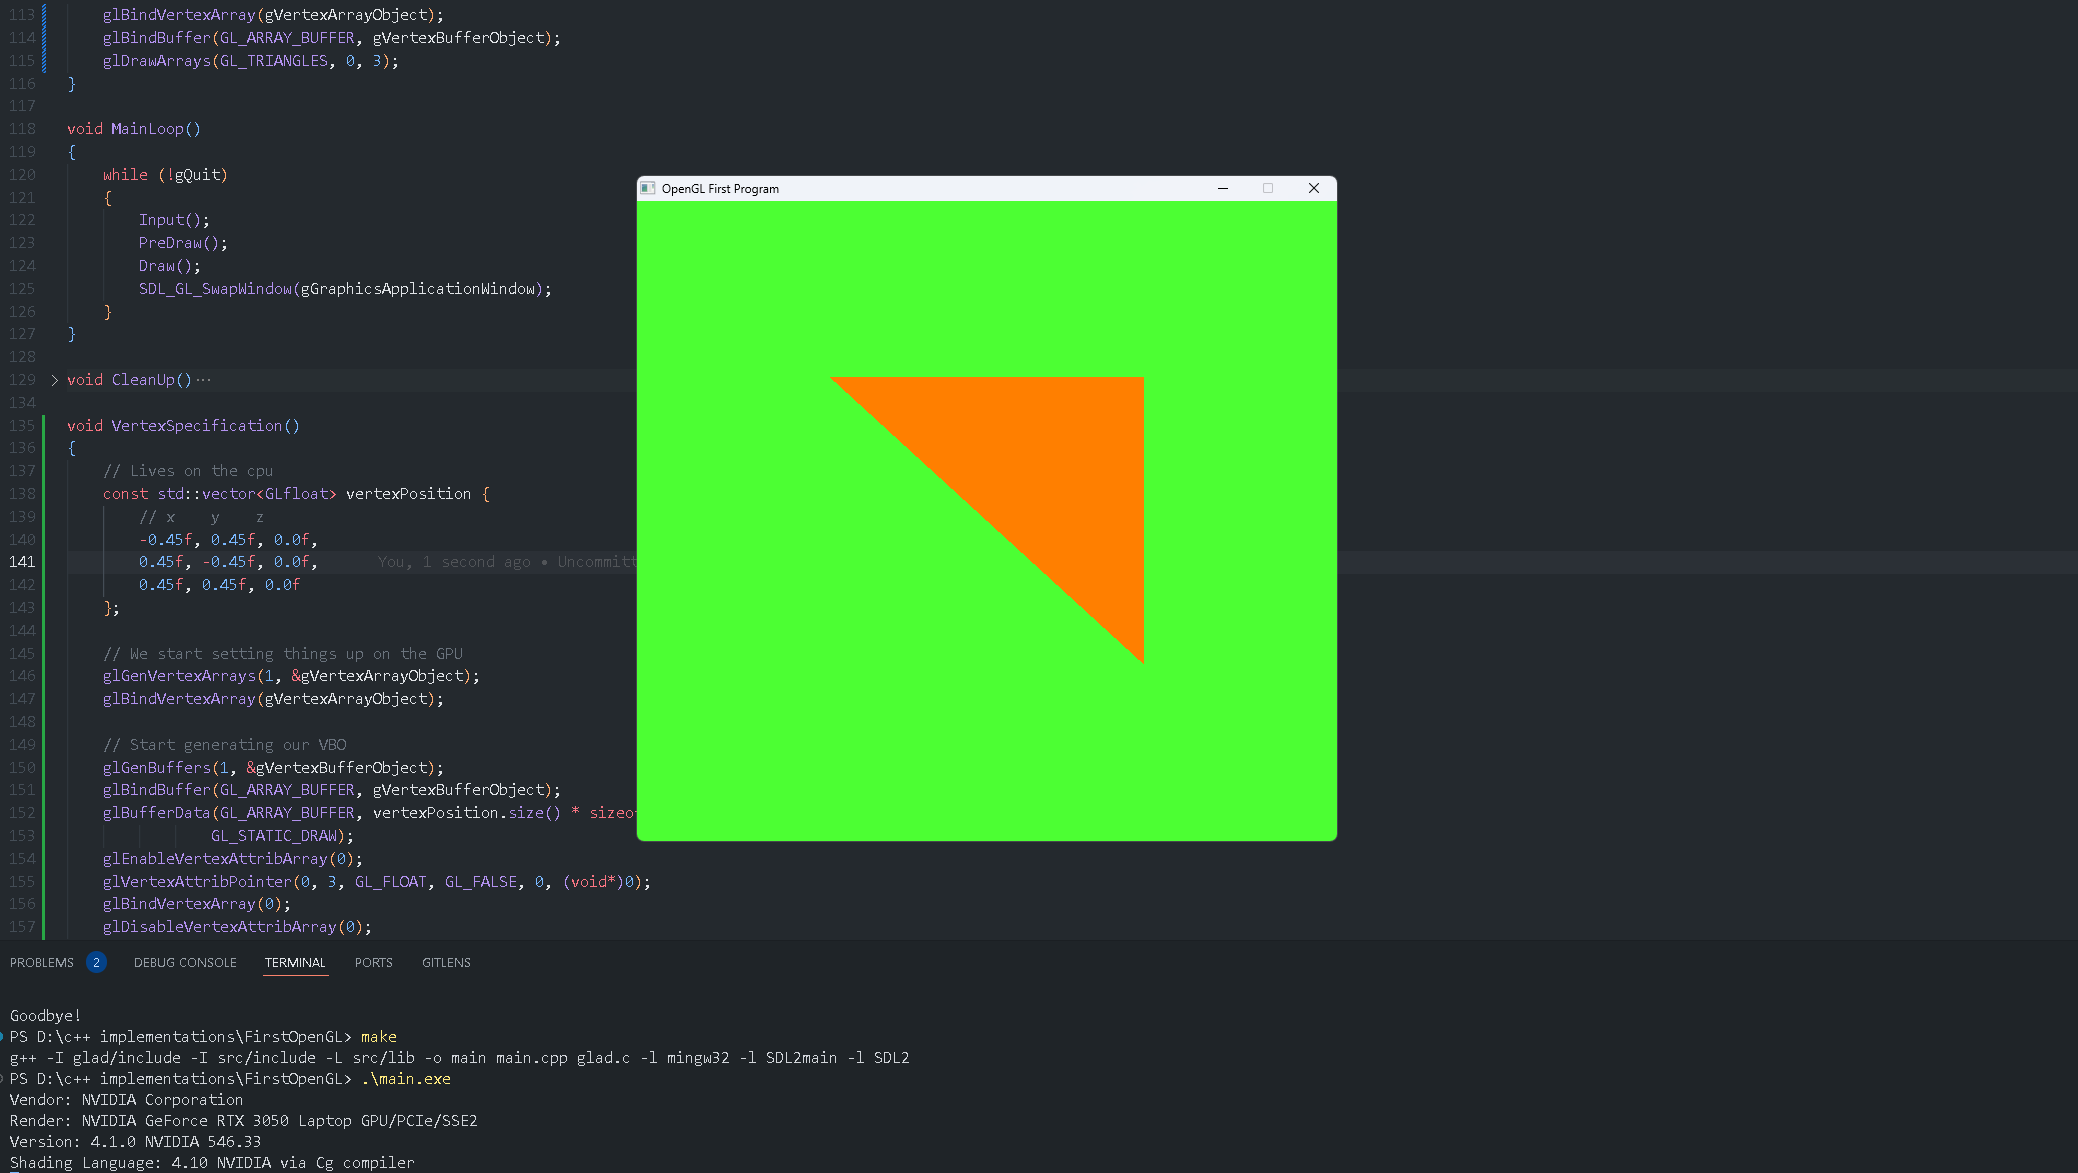 113 glBindVertexArray(gVertexArrayObject);
114 glBindBuffer(GL_ARRAY_BUFFER, gVertexBufferObject);
115 glDrawArrays(GL_TRIANGLES, 0, 3);
116 }
117
118 void MainLoop()
119 {
120 while (!gQuit)
121 {
122 Input();
123 PreDraw();
124 Draw();
125 SDL_GL_SwapWindow(gGraphicsApplicationWindow);
126 }
127 }
128
129 > void CleanUp() ···
134
135 void VertexSpecification()
136 {
137 // Lives on the cpu
138 const std::vector<GLfloat> vertexPosition {
139 // x y z
140 -0.45f, 0.45f, 0.0f,
141 0.45f, -0.45f, 0.0f, You, 1 second ago • Uncommitt
142 0.45f, 0.45f, 0.0f
143 };
144
145 // We start setting things up on the GPU
146 glGenVertexArrays(1, &gVertexArrayObject);
147 glBindVertexArray(gVertexArrayObject);
148
149 // Start generating our VBO
150 glGenBuffers(1, &gVertexBufferObject);
151 glBindBuffer(GL_ARRAY_BUFFER, gVertexBufferObject);
152 glBufferData(GL_ARRAY_BUFFER, vertexPosition.size() * sizeo
153 GL_STATIC_DRAW);
154 glEnableVertexAttribArray(0);
155 glVertexAttribPointer(0, 3, GL_FLOAT, GL_FALSE, 0, (void*)0);
156 glBindVertexArray(0);
157 glDisableVertexAttribArray(0);
OpenGL First Program
PROBLEMS 2 DEBUG CONSOLE TERMINAL PORTS GITLENS
Goodbye!
PS D:\c++ implementations\FirstOpenGL> make
g++ -I glad/include -I src/include -L src/lib -o main main.cpp glad.c -l mingw32 -l SDL2main -l SDL2
PS D:\c++ implementations\FirstOpenGL> .\main.exe
Vendor: NVIDIA Corporation
Render: NVIDIA GeForce RTX 3050 Laptop GPU/PCIe/SSE2
Version: 4.1.0 NVIDIA 546.33
Shading Language: 4.10 NVIDIA via Cg compiler